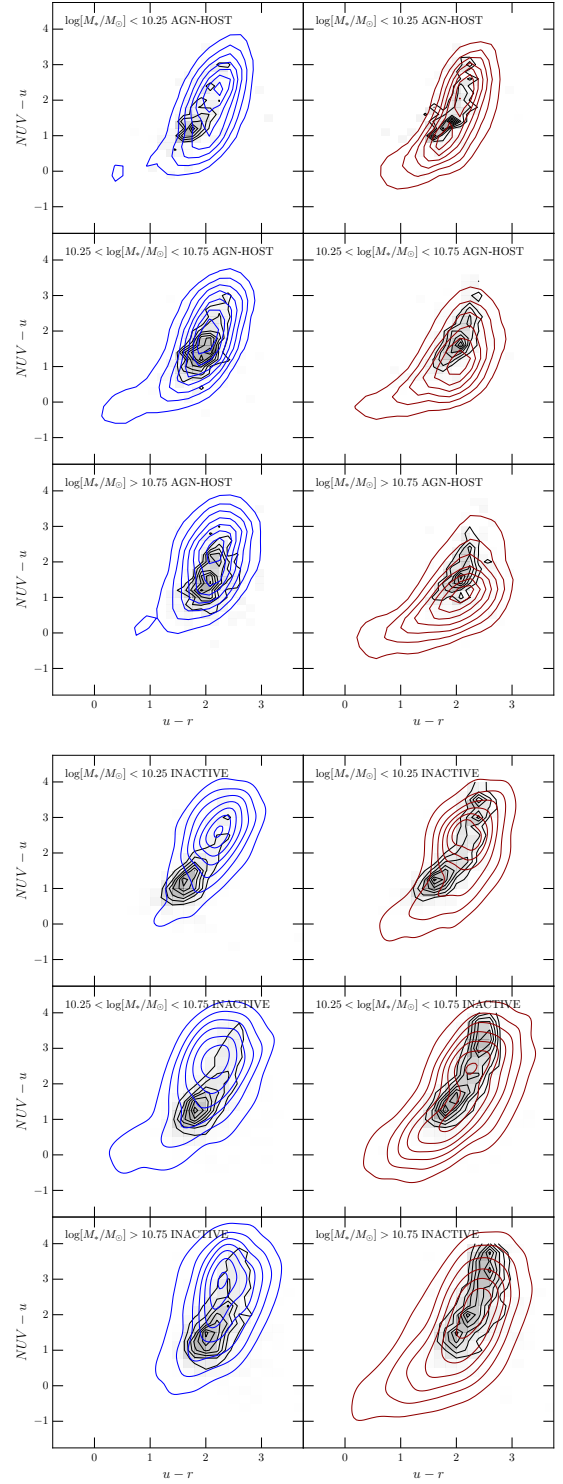 log[M∗/M⊙] < 10.25 AGN-HOST
log[M∗/M⊙] < 10.25 AGN-HOST
4
3
2
1
0
−1
NUV − u
10.25 < log[M∗/M⊙] < 10.75 AGN-HOST
10.25 < log[M∗/M⊙] < 10.75 AGN-HOST
4
3
2
1
0
−1
NUV − u
log[M∗/M⊙] > 10.75 AGN-HOST
log[M∗/M⊙] > 10.75 AGN-HOST
4
3
2
1
0
−1
NUV − u
0 1 2 3
0 1 2 3
u − r
u − r
log[M∗/M⊙] < 10.25 INACTIVE
log[M∗/M⊙] < 10.25 INACTIVE
4
3
2
1
0
−1
NUV − u
10.25 < log[M∗/M⊙] < 10.75 INACTIVE
10.25 < log[M∗/M⊙] < 10.75 INACTIVE
4
3
2
1
0
−1
NUV − u
log[M∗/M⊙] > 10.75 INACTIVE
log[M∗/M⊙] > 10.75 INACTIVE
4
3
2
1
0
−1
NUV − u
0 1 2 3
0 1 2 3
u − r
u − r